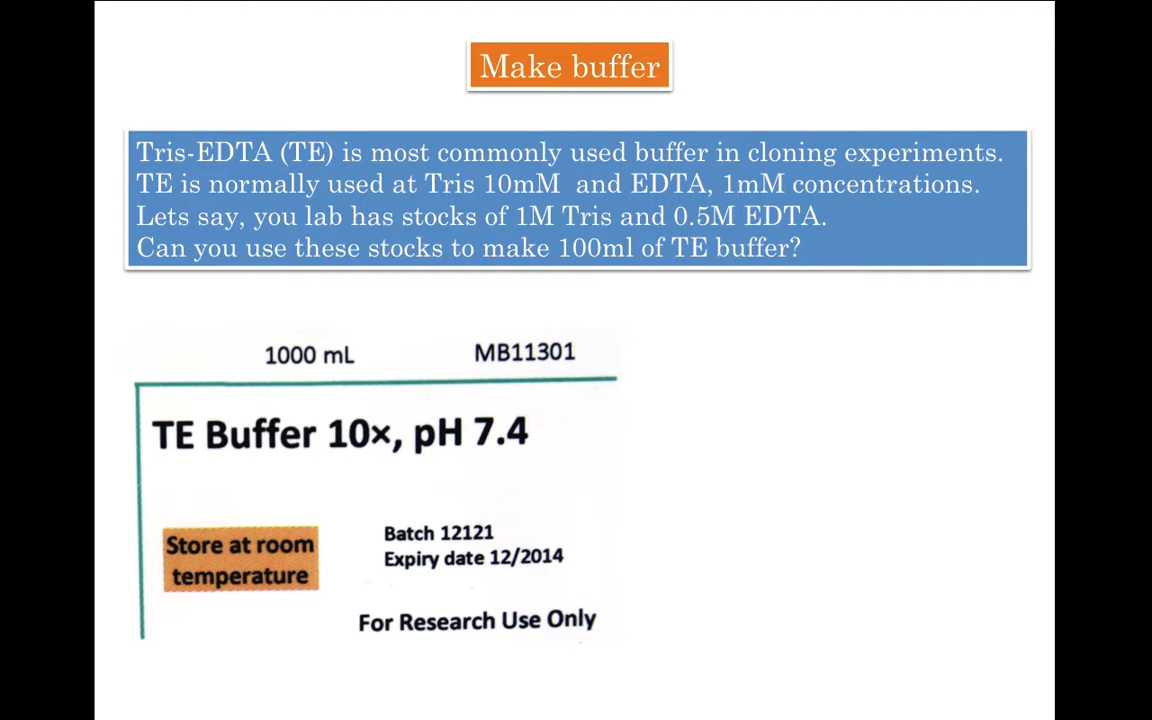 Make buffer
Tris-EDTA (TE) is most commonly used buffer in cloning experiments.
TE is normally used at Tris 10mM and EDTA, 1mM concentrations.
Lets say, you lab has stocks of 1M Tris and 0.5M EDTA.
Can you use these stocks to make 100ml of TE buffer?
1000 mL MB11301
TE Buffer 10×, pH 7.4
Store at room
temperature
Batch 12121
Expiry date 12/2014
For Research Use Only